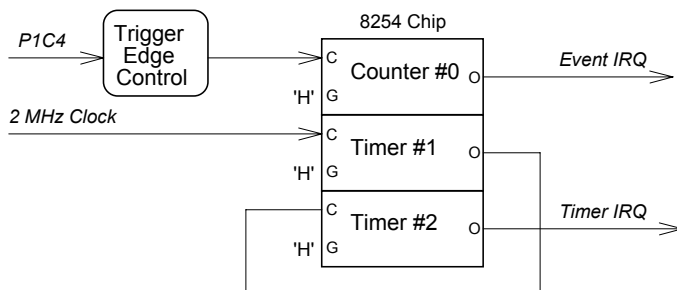 8254 Chip
P1C4
Trigger
Edge
Control
C
Counter #0
O
Event IRQ
'H'
G
2 MHz Clock
C
Timer #1
O
'H'
G
C
Timer #2
O
Timer IRQ
'H'
G